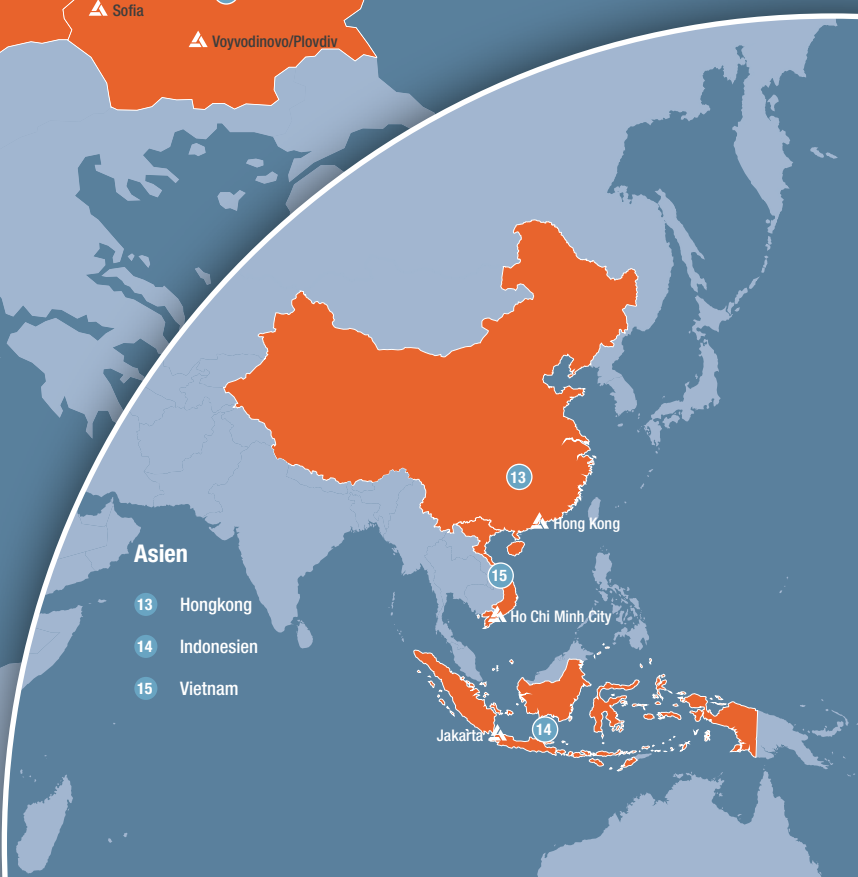 Sofia
Voyvodinovo/Plovdiv
13
Hong Kong
Asien
15
13 Hongkong
Ho Chi Minh City
14 Indonesien
15 Vietnam
Jakarta
14